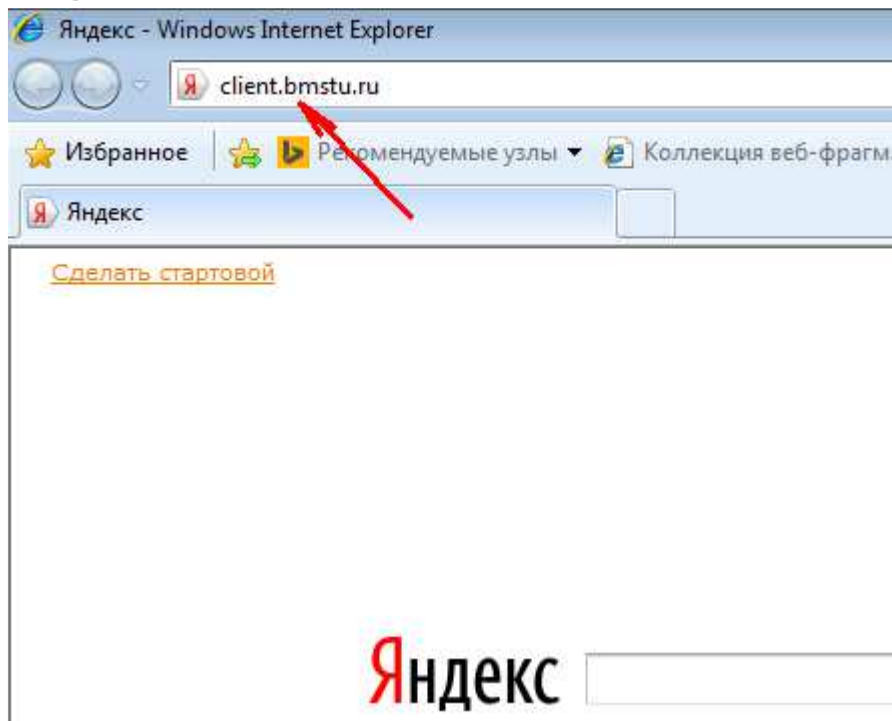 Яндекс - Windows Internet Explorer
client.bmstu.ru
Избранное Рекомендуемые узлы Коллекция веб-фрагм
Яндекс
Сделать стартовой
Яндекс